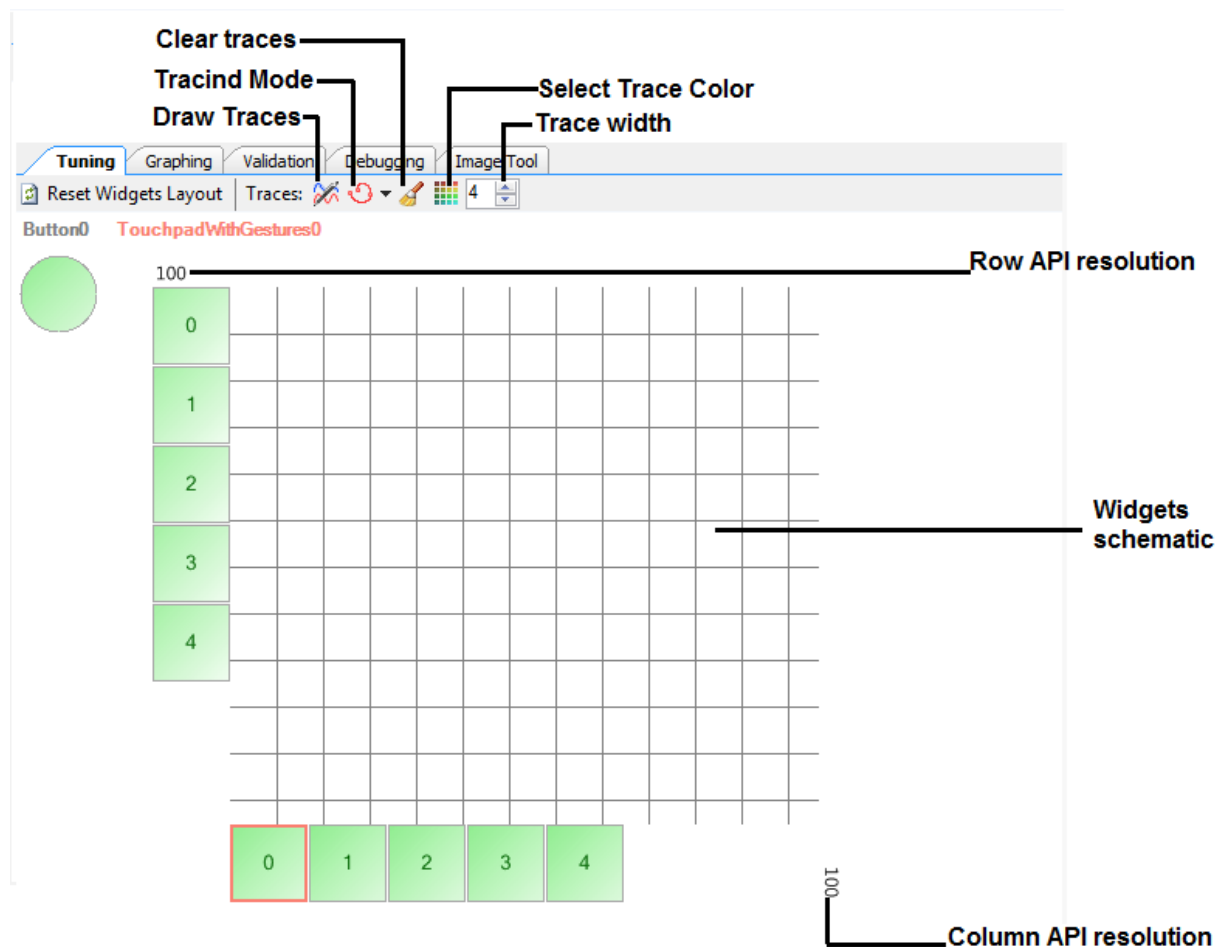 Clear traces
Tracind Mode
Select Trace Color
Draw Traces
Trace width
Tuning Graphing Validation Debugging Image Tool
Reset Widgets Layout Traces: 4
Button0 TouchpadWithGestures0
Row API resolution
100
0
1
2
3
4
Widgets
schematic
0 1 2 3 4
100
Column API resolution